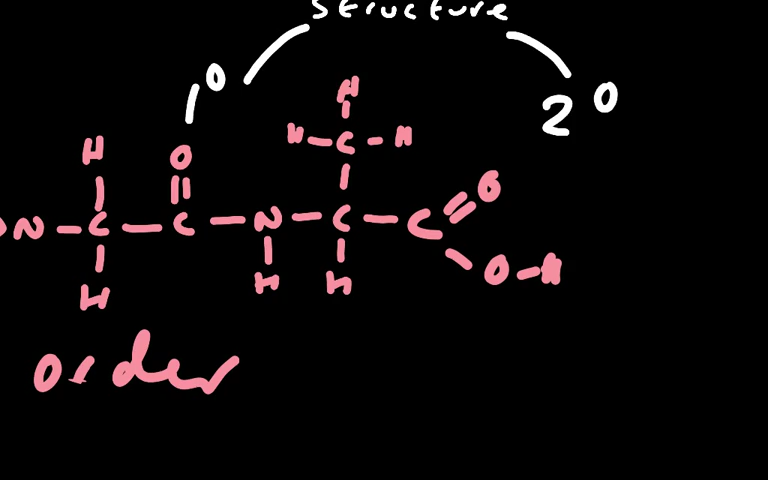 Structure
1° 2°
H
H C H
H O O
N C C N C C
H H H O H
order